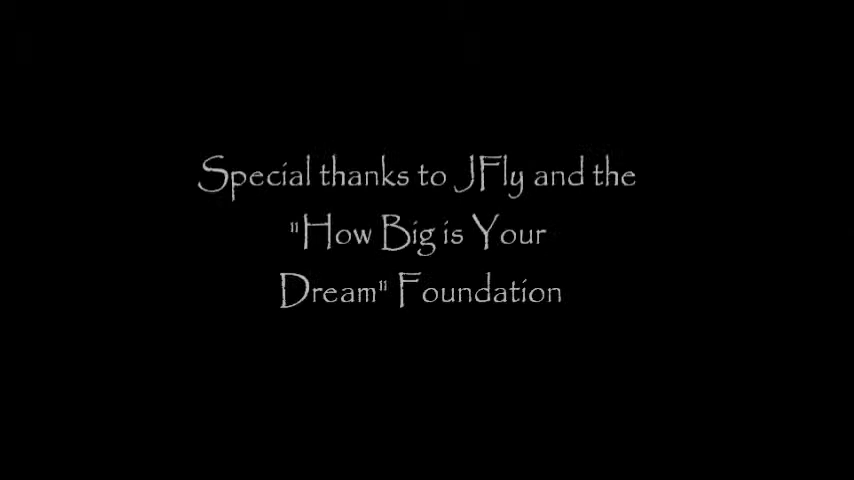 Special thanks to JFly and the
"How Big is Your
Dream" Foundation